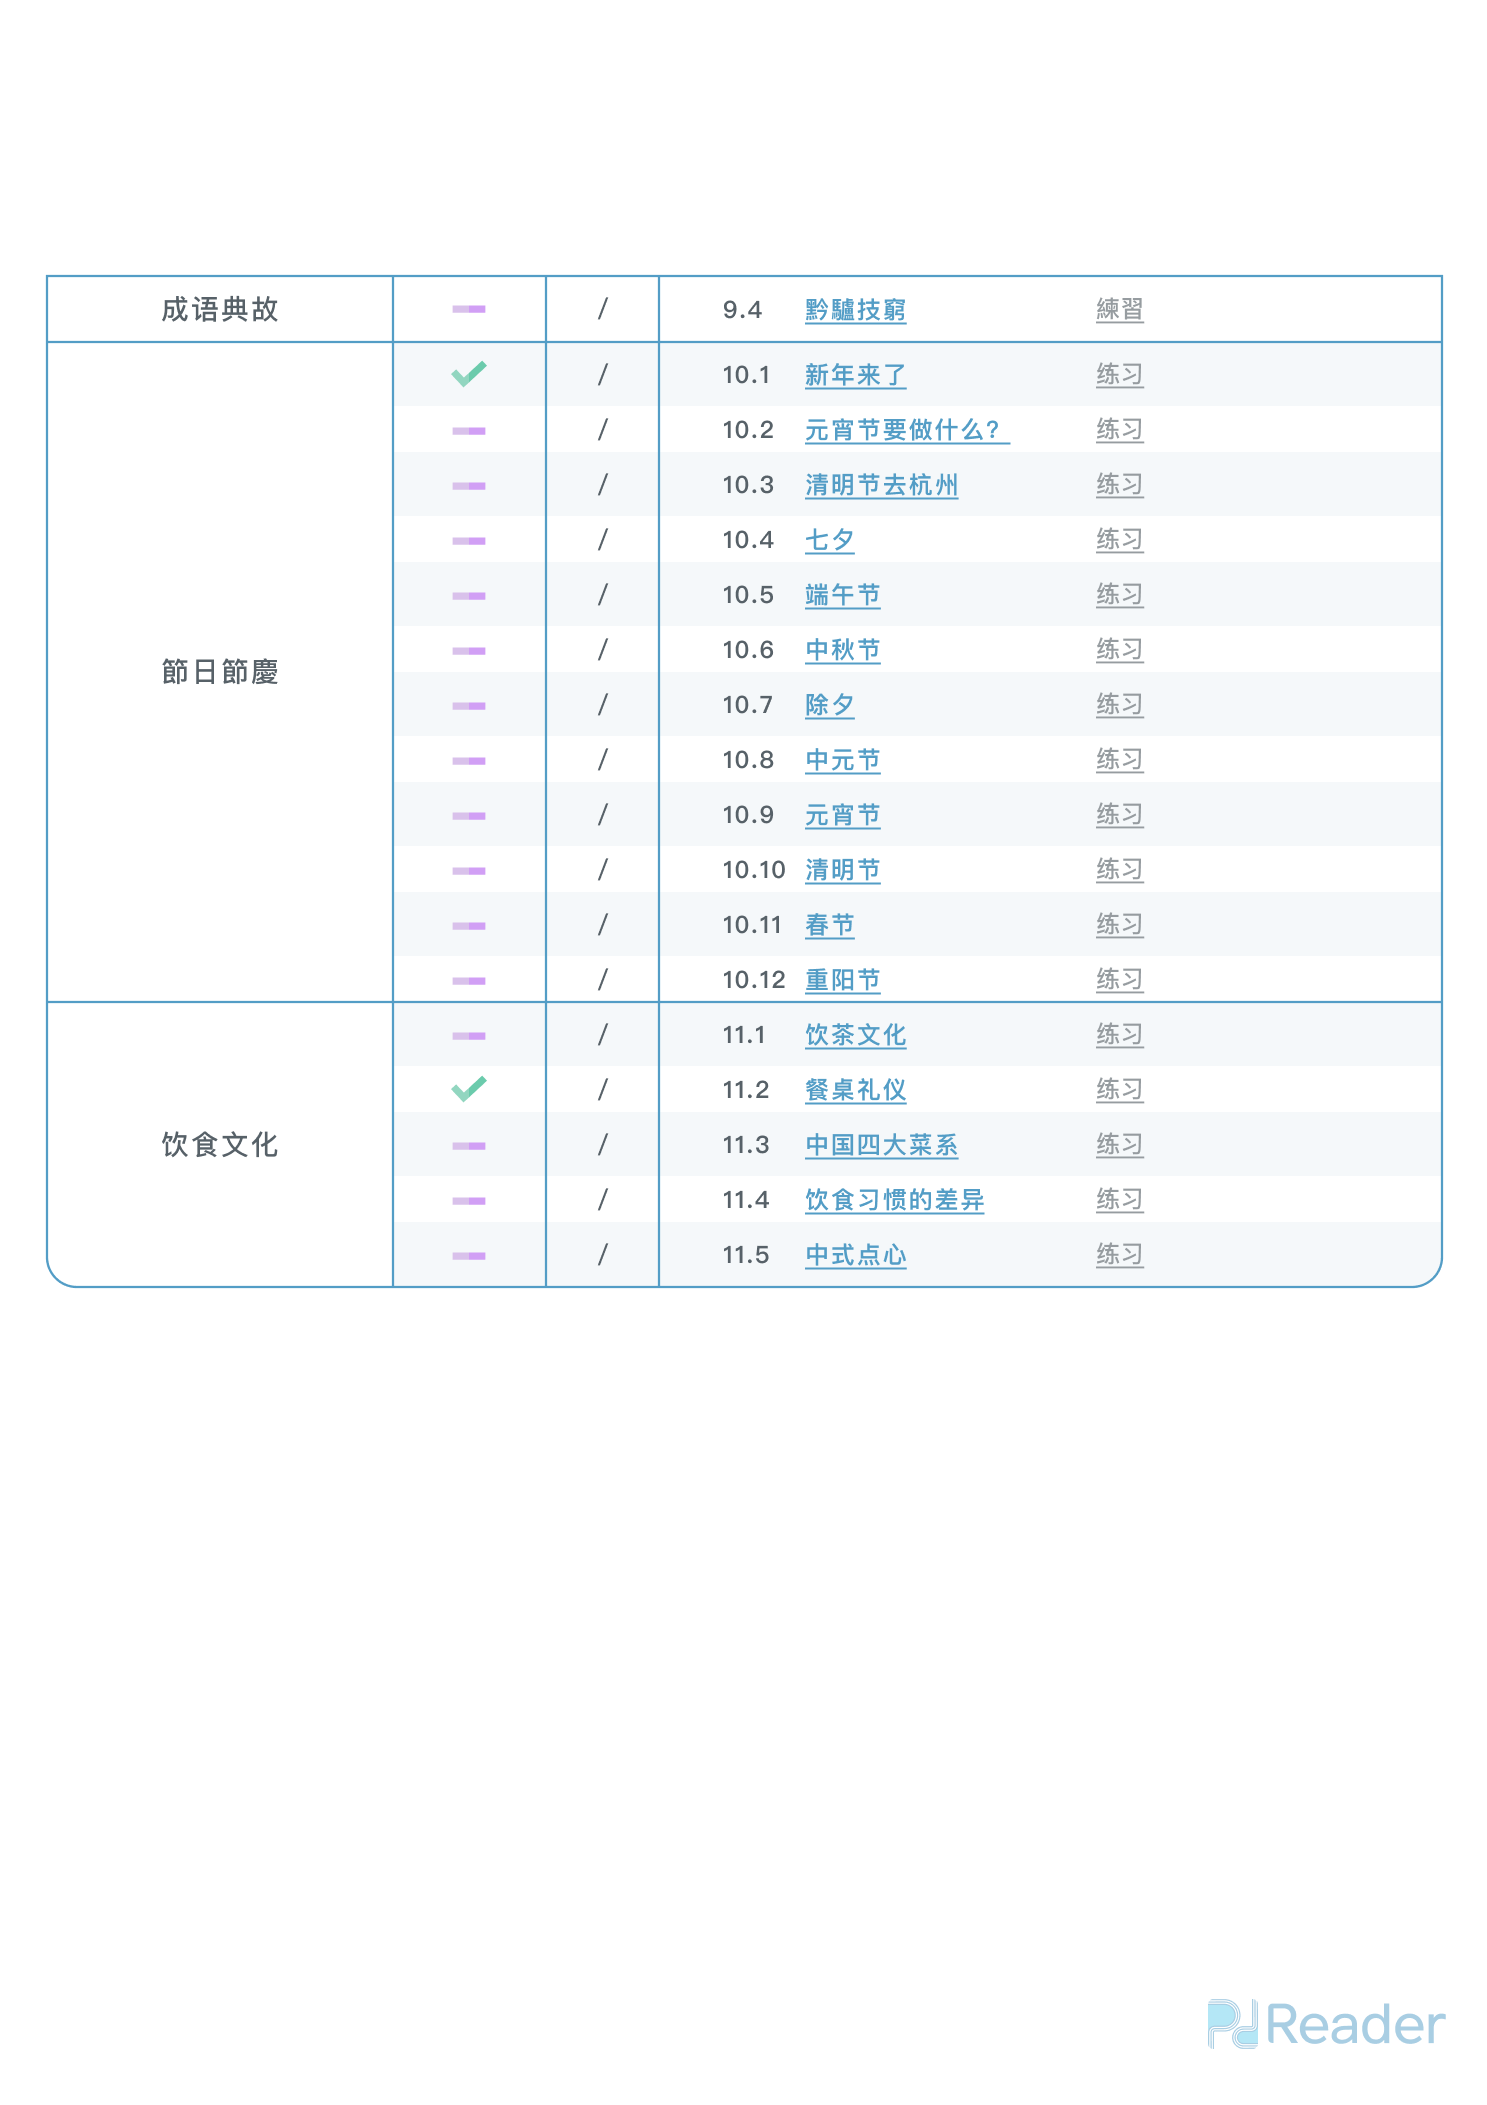 成语典故 / 9.4 黔驢技窮 練習
節日節慶
/ 10.1 新年来了 练习
/ 10.2 元宵节要做什么？ 练习
/ 10.3 清明节去杭州 练习
/ 10.4 七夕 练习
/ 10.5 端午节 练习
/ 10.6 中秋节 练习
/ 10.7 除夕 练习
/ 10.8 中元节 练习
/ 10.9 元宵节 练习
/ 10.10 清明节 练习
/ 10.11 春节 练习
/ 10.12 重阳节 练习
饮食文化
/ 11.1 饮茶文化 练习
/ 11.2 餐桌礼仪 练习
/ 11.3 中国四大菜系 练习
/ 11.4 饮食习惯的差异 练习
/ 11.5 中式点心 练习
Pd Reader